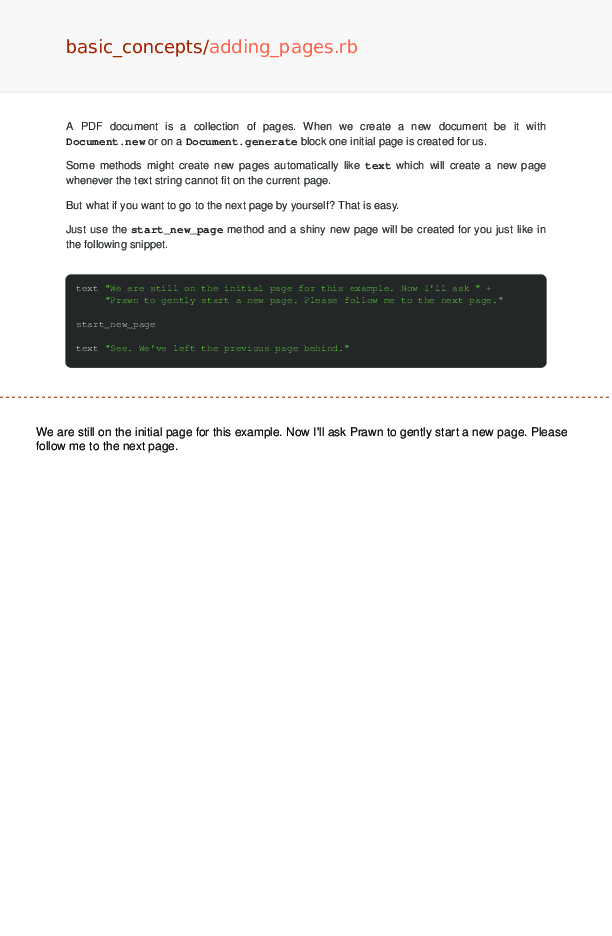 basic_concepts/adding_pages.rb
A PDF document is a collection of pages. When we create a new document be it with
Document.new or on a Document.generate block one initial page is created for us.
Some methods might create new pages automatically like text which will create a new page
whenever the text string cannot fit on the current page.
But what if you want to go to the next page by yourself? That is easy.
Just use the start_new_page method and a shiny new page will be created for you just like in
the following snippet.
text "We are still on the initial page for this example. Now I'll ask " +
"Prawn to gently start a new page. Please follow me to the next page."
start_new_page
text "See. We've left the previous page behind."
We are still on the initial page for this example. Now I'll ask Prawn to gently start a new page. Please
follow me to the next page.